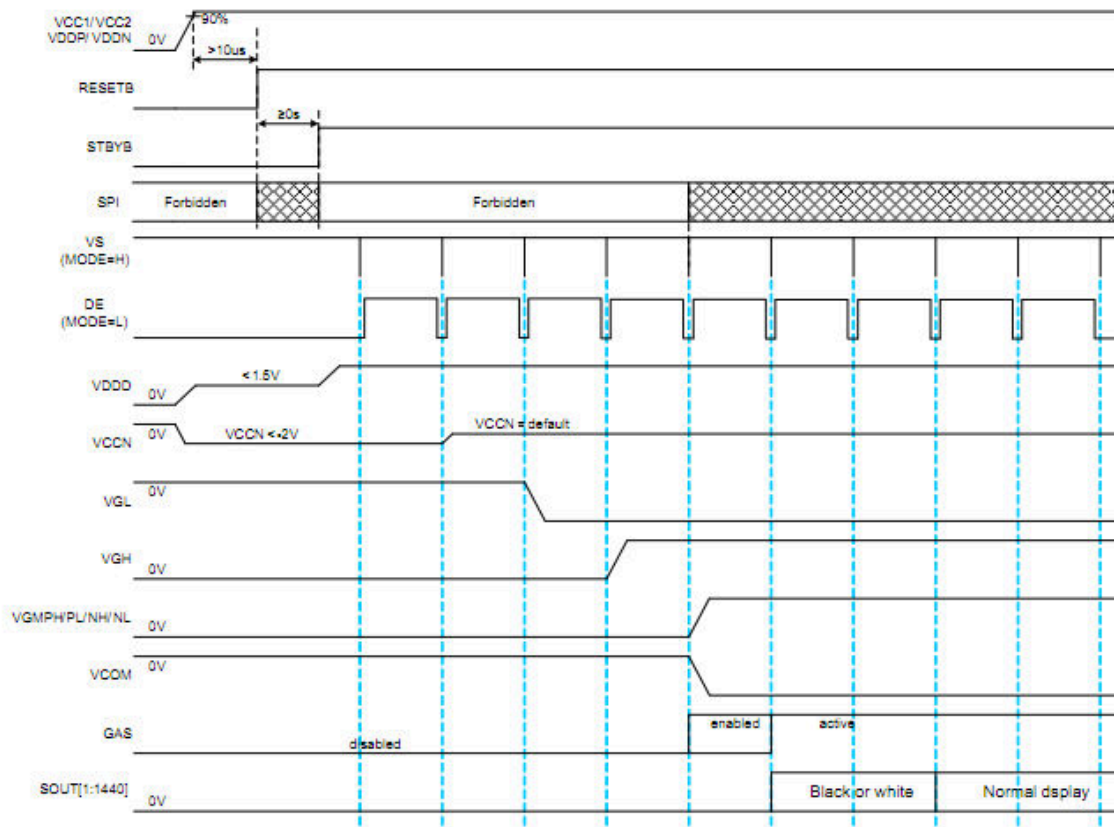 VCC1/VCC2
VDDP/VDDN
0V
90%
>10us
RESETB
≥0s
STBYB
SPI
Forbidden
Forbidden
VS
(MODE=H)
DE
(MODE=L)
VDDD
0V
<1.5V
VCCN
0V
VCCN <-2V
VCCN = default
VGL
0V
VGH
0V
VGMPH/PL/NH/NL
0V
VCOM
0V
GAS
disabled
enabled
active
SOUT[1:1440]
0V
Black or white
Normal dsplay